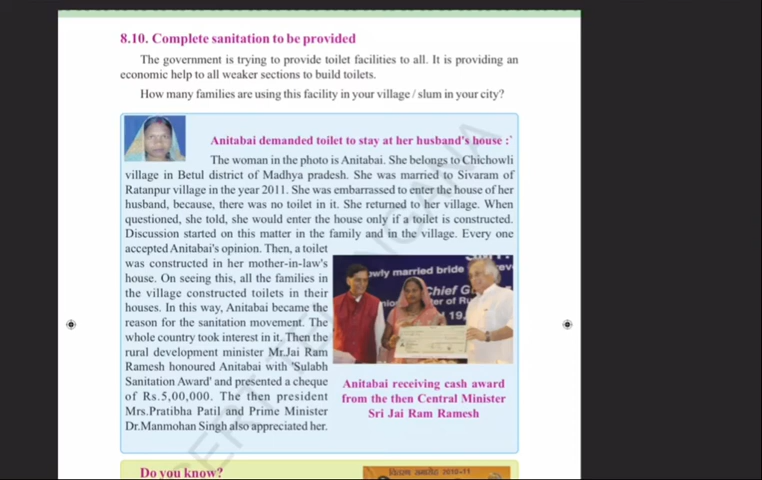 8.10. Complete sanitation to be provided
The government is trying to provide toilet facilities to all. It is providing an
economic help to all weaker sections to build toilets.
How many families are using this facility in your village / slum in your city?
Anitabai demanded toilet to stay at her husband's house :`
The woman in the photo is Anitabai. She belongs to Chichowli
village in Betul district of Madhya pradesh. She was married to Sivaram of
Ratanpur village in the year 2011. She was embarrassed to enter the house of her
husband, because, there was no toilet in it. She returned to her village. When
questioned, she told, she would enter the house only if a toilet is constructed.
Discussion started on this matter in the family and in the village. Every one
accepted Anitabai's opinion. Then, a toilet
was constructed in her mother-in-law's
house. On seeing this, all the families in
the village constructed toilets in their
houses. In this way, Anitabai became the
reason for the sanitation movement. The
whole country took interest in it. Then the
rural development minister Mr.Jai Ram
Ramesh honoured Anitabai with 'Sulabh
Sanitation Award' and presented a cheque
of Rs.5,00,000. The then president
Mrs.Pratibha Patil and Prime Minister
Dr.Manmohan Singh also appreciated her.
owly married bride
Chief G
ter of Ru
19,
Anitabai receiving cash award
from the then Central Minister
Sri Jai Ram Ramesh
Do you know?
2010-11